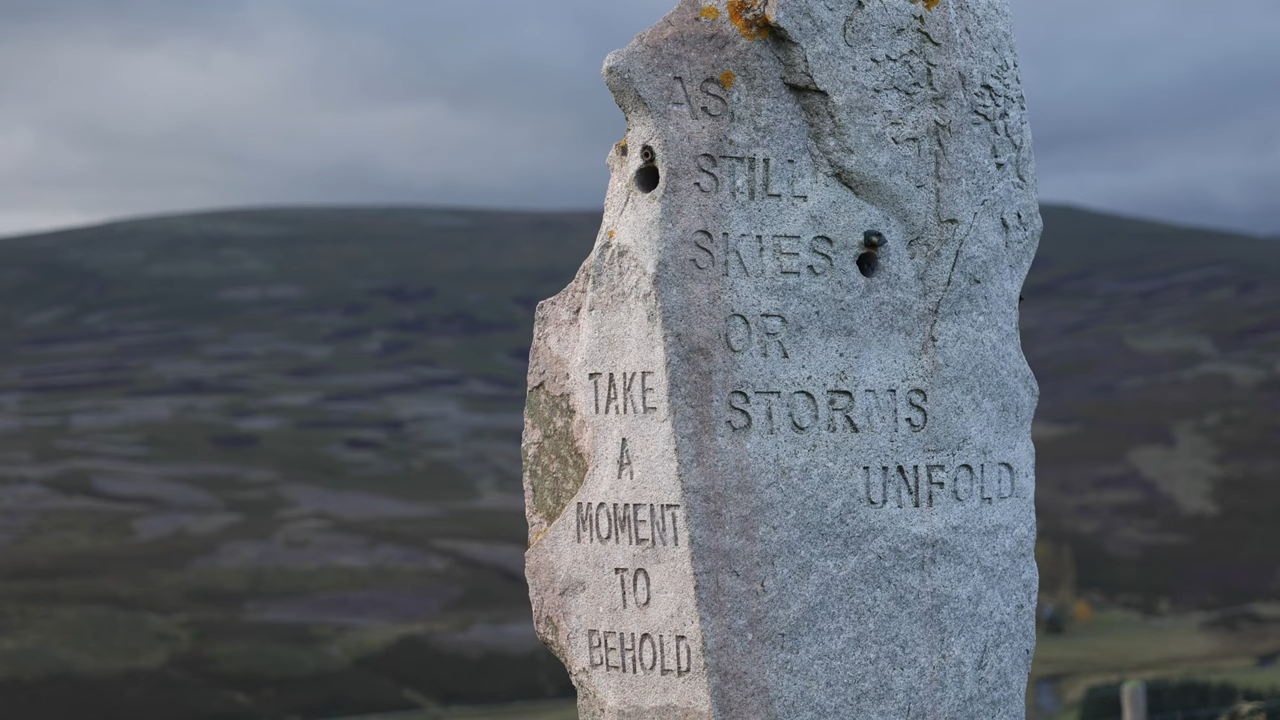 TAKE
A
MOMENT
TO
BEHOLD
AS
STILL
SKIES
OR
STORMS
UNFOLD